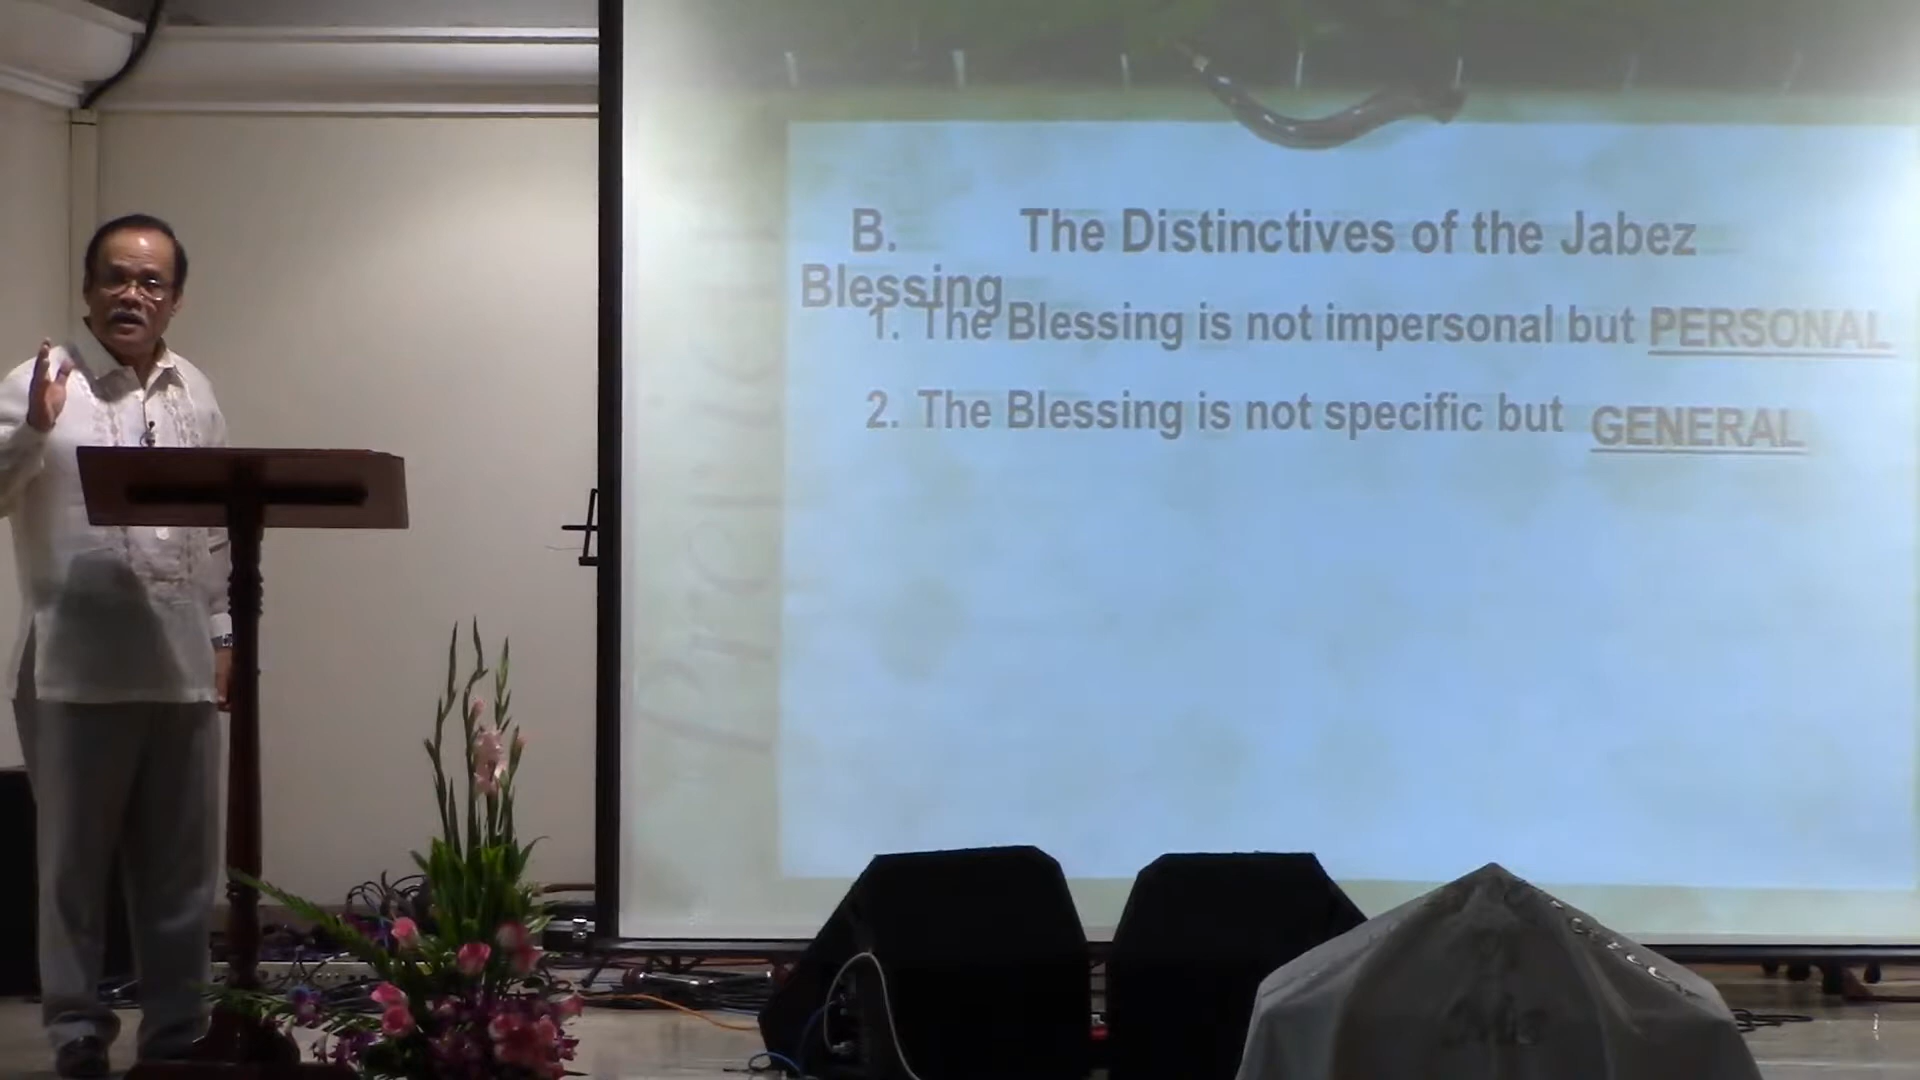 B. The Distinctives of the Jabez
Blessing
1. The Blessing is not impersonal but PERSONAL
2. The Blessing is not specific but GENERAL